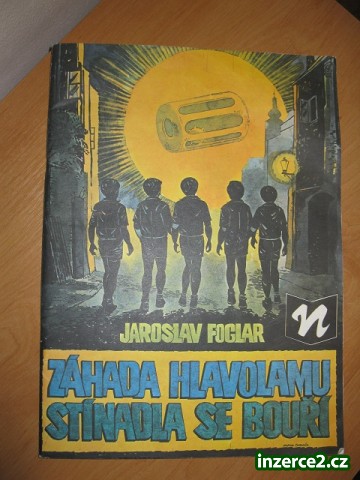 JAROSLAV FOGLAR
n
ZÁHADA HLAVOLAMU
STÍNADLA SE BOUŘÍ
inzerce2.cz